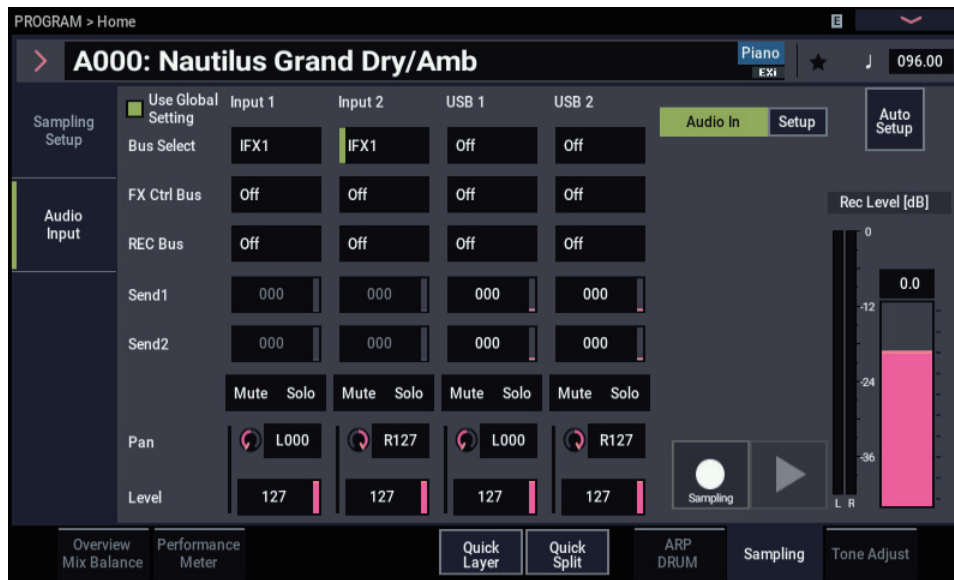 PROGRAM > Home
E
A000: Nautilus Grand Dry/Amb
Piano
EXi
♩ 096.00
Sampling
Setup
Audio
Input
Use Global
Setting
Input 1 Input 2 USB 1 USB 2
Audio In Setup
Auto
Setup
Bus Select IFX1 IFX1 Off Off
FX Ctrl Bus Off Off Off Off
REC Bus Off Off Off Off
Send1 000 000 000 000
Send2 000 000 000 000
Mute Solo Mute Solo Mute Solo Mute Solo
Pan L000 R127 L000 R127
Level 127 127 127 127
Rec Level [dB]
0
0.0
-12
-24
-36
L R
Sampling
Overview
Mix Balance
Performance
Meter
Quick
Layer
Quick
Split
ARP
DRUM
Sampling
Tone Adjust